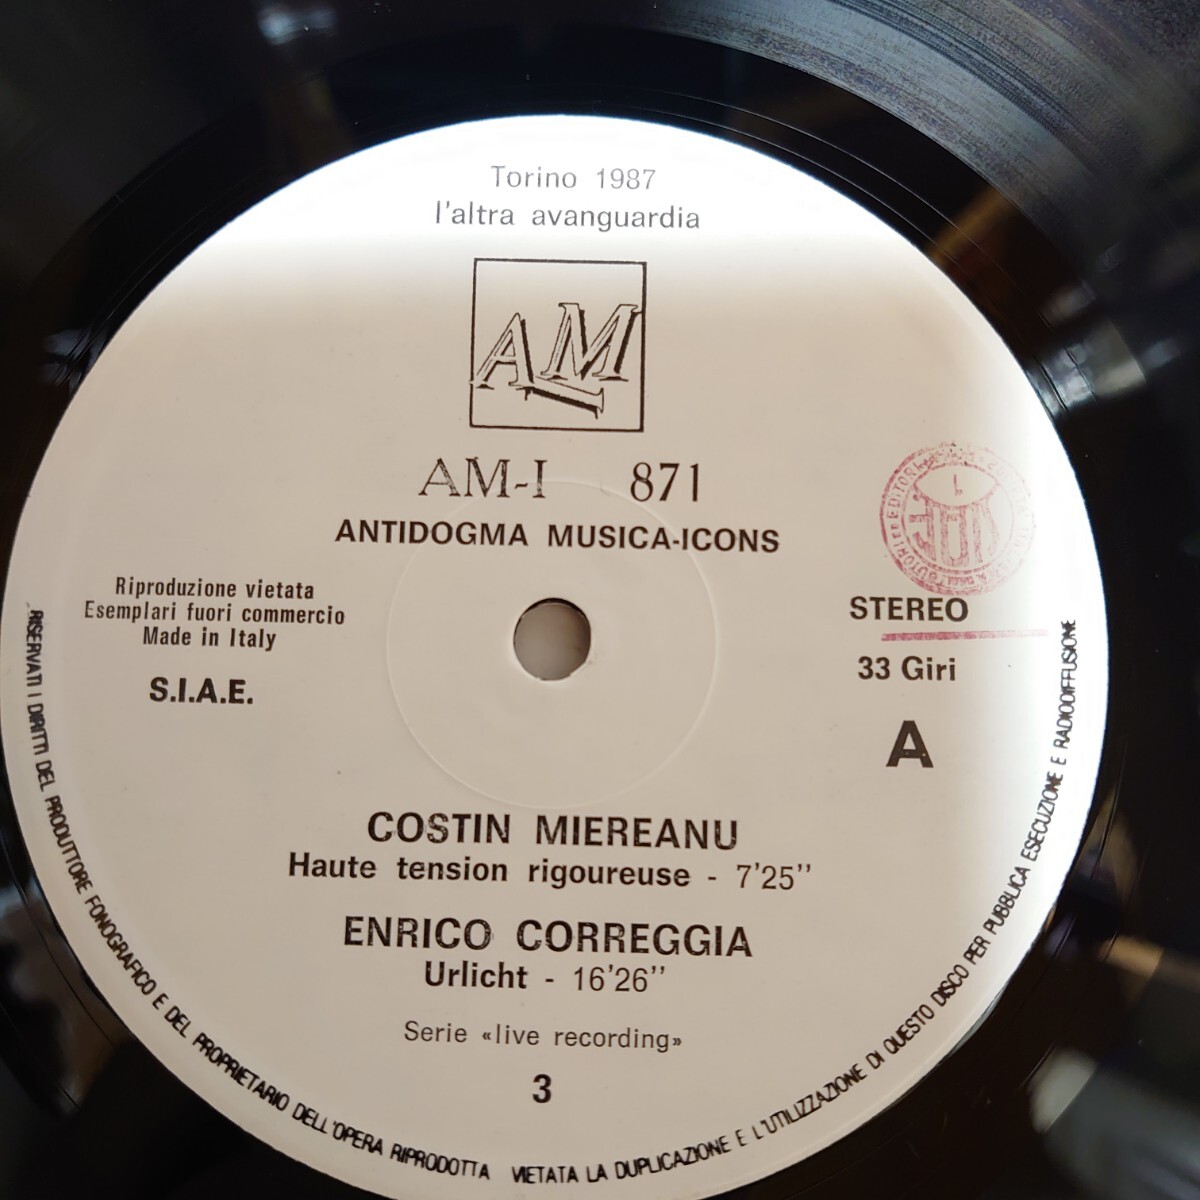 Torino 1987
l'altra avanguardia
AM
AM-I 871
ANTIDOGMA MUSICA-ICONS
Riproduzione vietata
Esemplari fuori commercio
Made in Italy
S.I.A.E.
STEREO
33 Giri
A
COSTIN MIEREANU
Haute tension rigoureuse - 7'25''
ENRICO CORREGGIA
Urlicht - 16'26''
Serie «live recording»
3
RISERVATI I DIRITTI DEL PRODUTTORE FONOGRAFICO E DEL PROPRIETARIO DELL'OPERA RIPRODOTTA VIETATA LA DUPLICAZIONE E L'UTILIZZAZIONE DI QUESTO DISCO PER PUBBLICA ESECUZIONE E RADIODIFFUSIONE